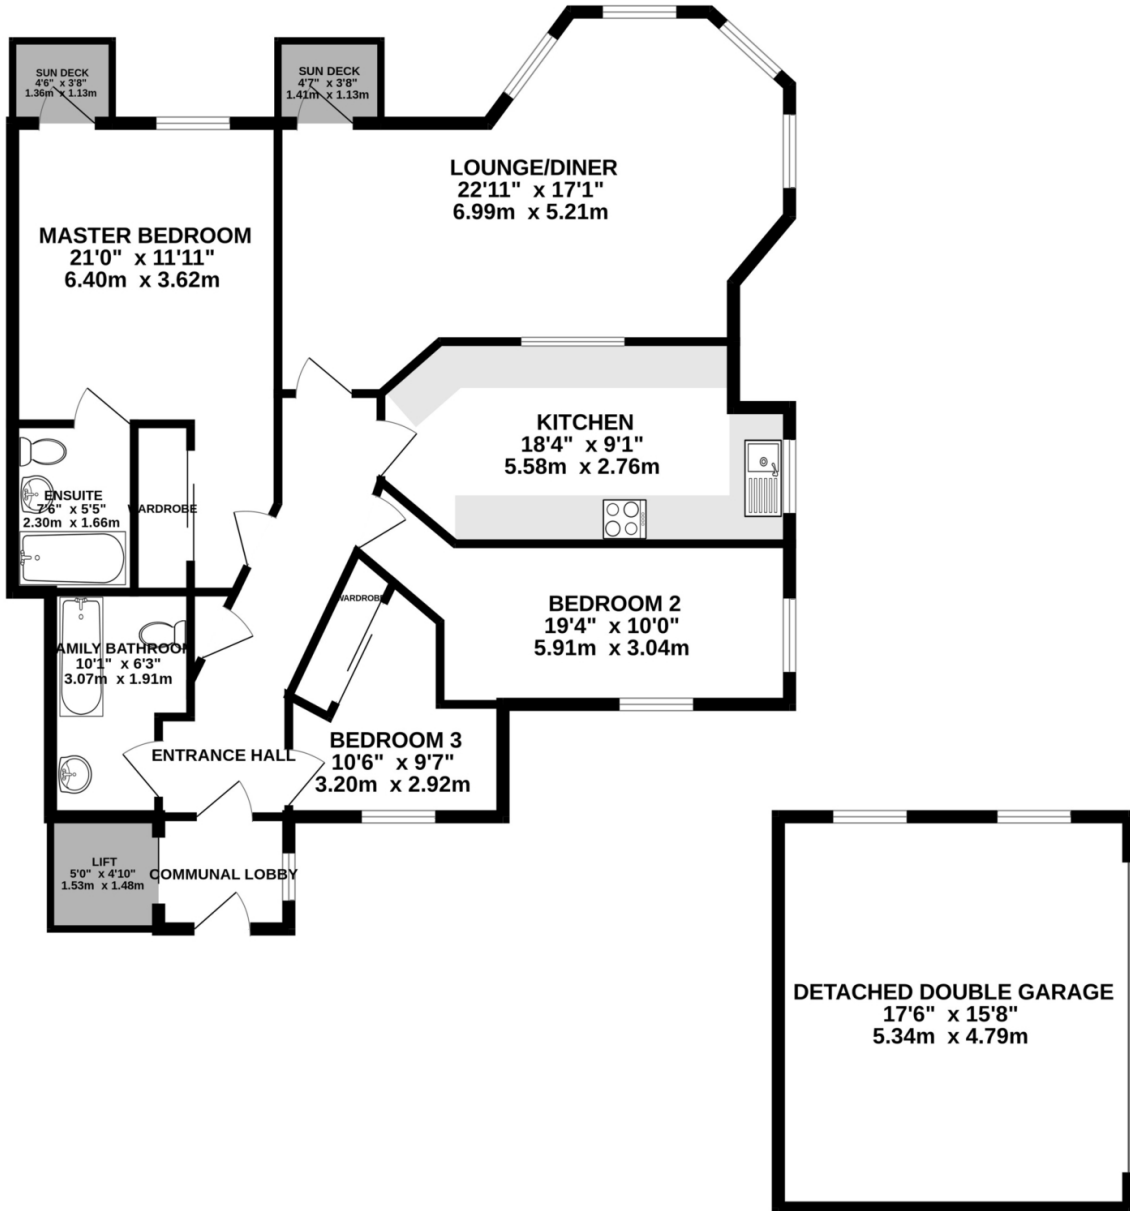 SUN DECK
4'6" x 3'8"
1.36m x 1.13m
SUN DECK
4'7" x 3'8"
1.41m x 1.13m
LOUNGE/DINER
22'11" x 17'1"
6.99m x 5.21m
MASTER BEDROOM
21'0" x 11'11"
6.40m x 3.62m
KITCHEN
18'4" x 9'1"
5.58m x 2.76m
ENSUITE
7'6" x 5'5"
2.30m x 1.66m
WARDROBE
WARDROBE
BEDROOM 2
19'4" x 10'0"
5.91m x 3.04m
FAMILY BATHROOM
10'1" x 6'3"
3.07m x 1.91m
ENTRANCE HALL
BEDROOM 3
10'6" x 9'7"
3.20m x 2.92m
LIFT
5'0" x 4'10"
1.53m x 1.48m
COMMUNAL LOBBY
DETACHED DOUBLE GARAGE
17'6" x 15'8"
5.34m x 4.79m